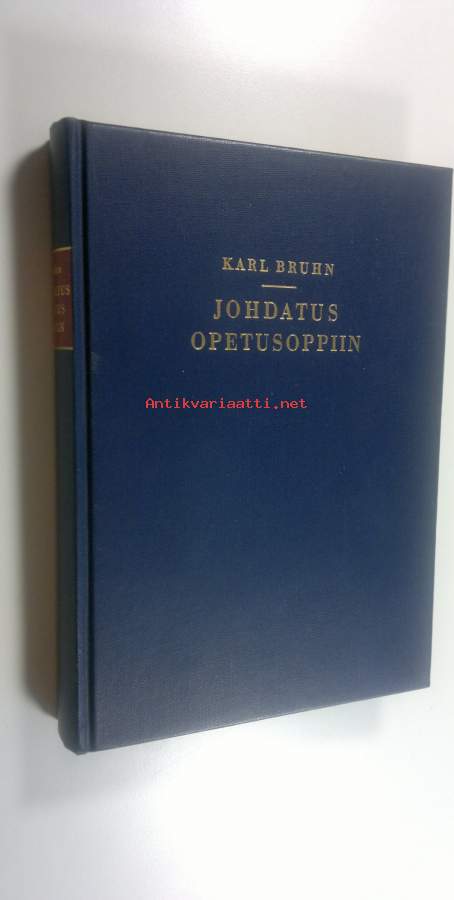 KARL BRUHN
JOHDATUS
OPETUSOPPIIN
Antikvariaatti.net